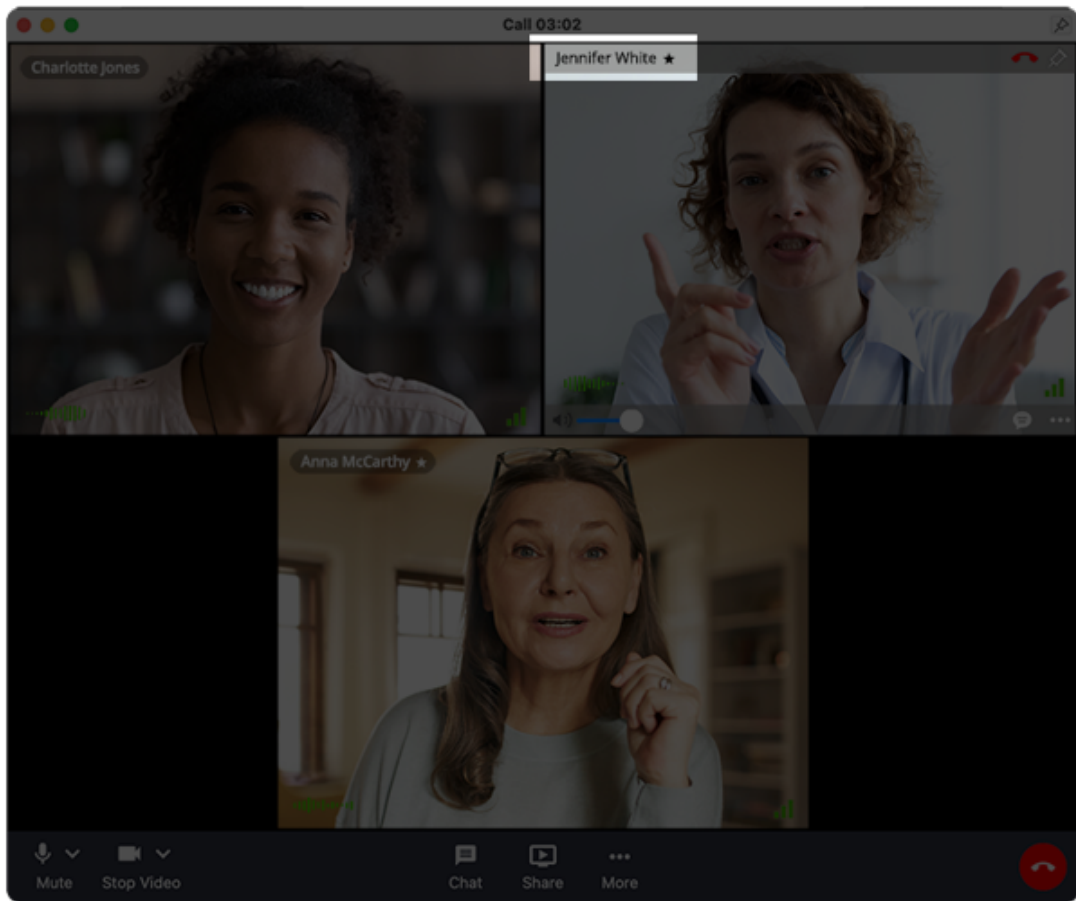 Call 03:02
Charlotte Jones
Jennifer White ★
Anna McCarthy ★
Mute
Stop Video
Chat
Share
More